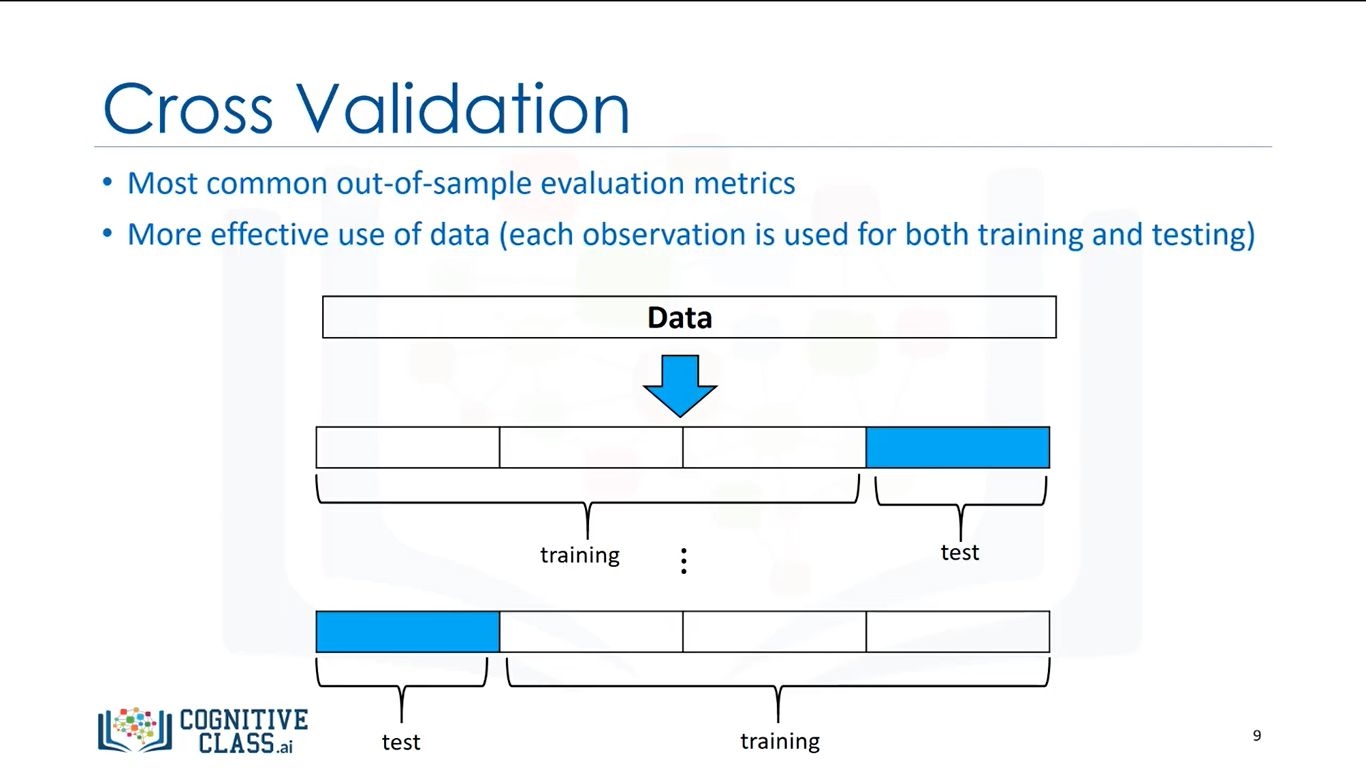 Cross Validation
• Most common out-of-sample evaluation metrics
• More effective use of data (each observation is used for both training and testing)
Data
training
test
⋮
test
training
COGNITIVE
CLASS.ai
9